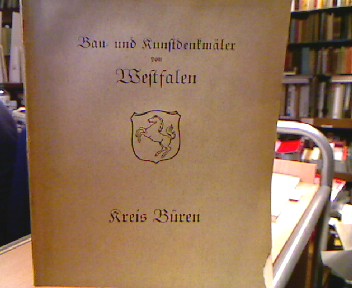 Bau- und Kunſtdenkmäler
von
Weſtfalen
Kreis Büren